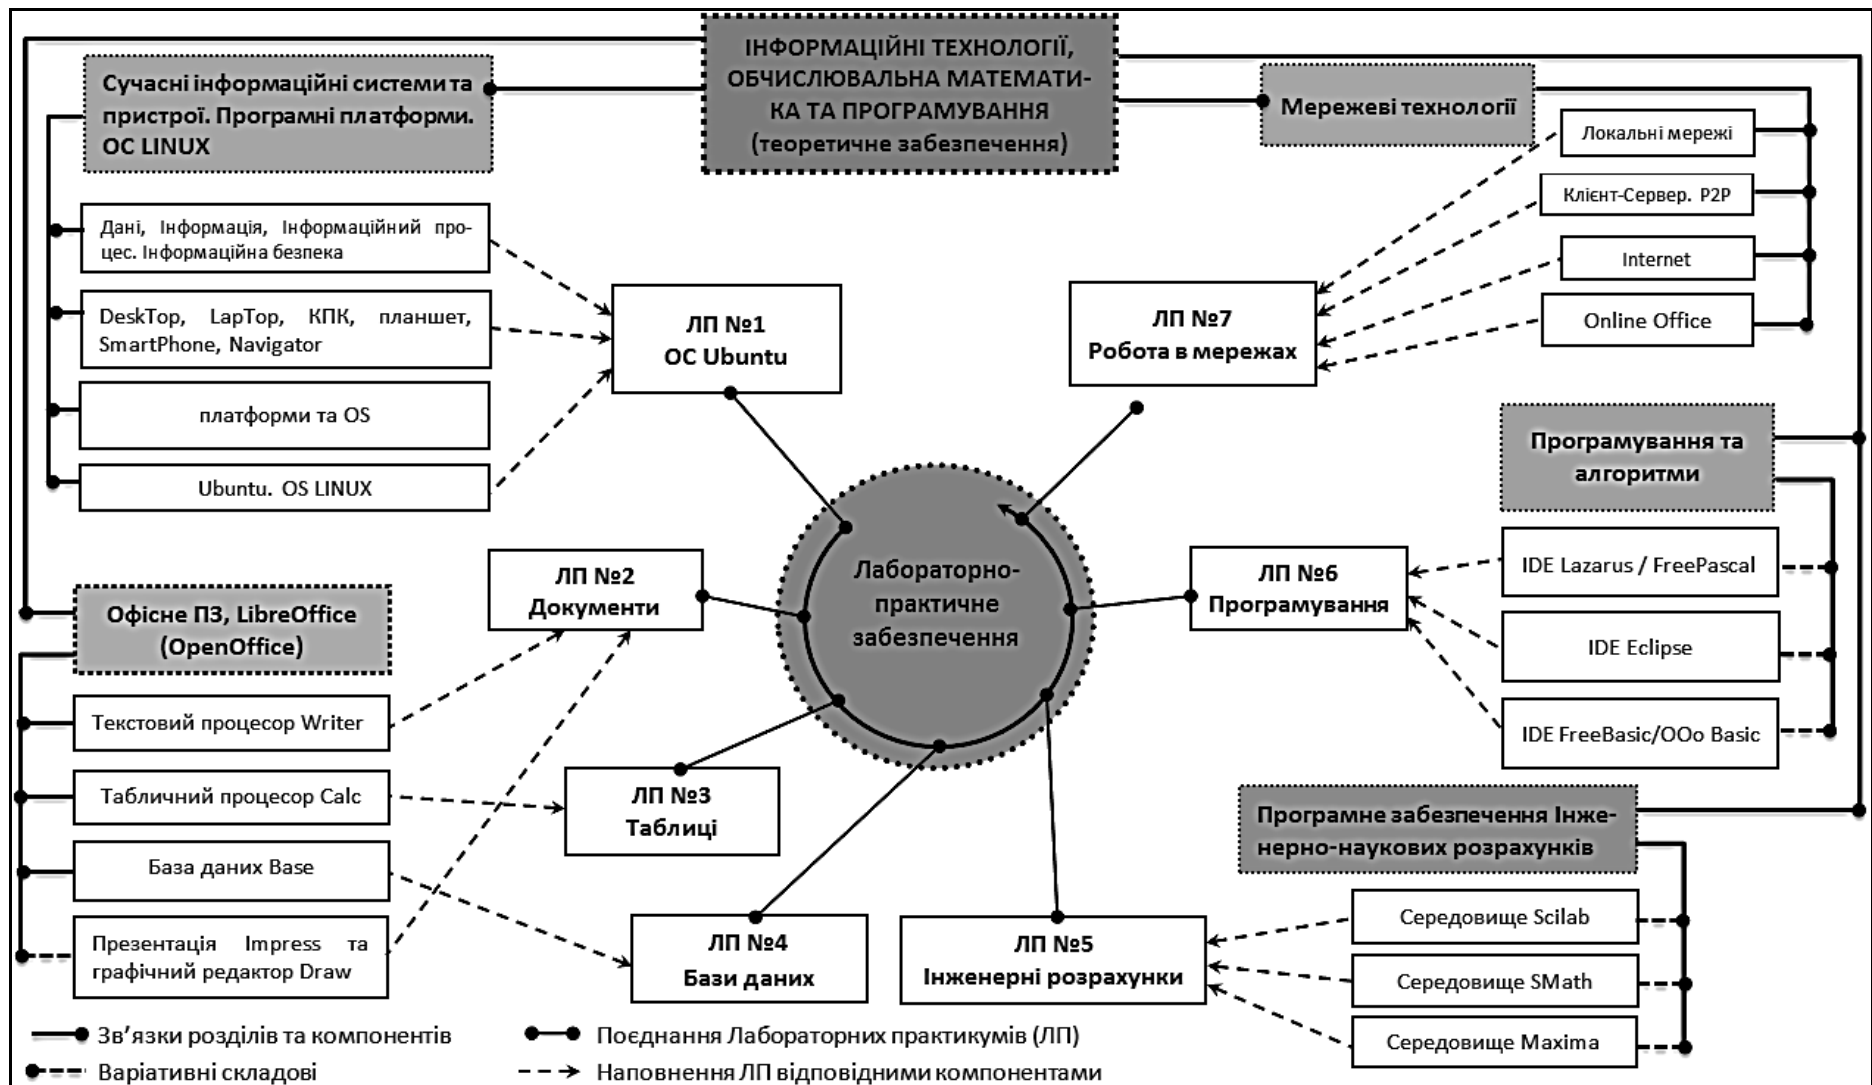 ІНФОРМАЦІЙНІ ТЕХНОЛОГІЇ,
ОБЧИСЛЮВАЛЬНА МАТЕМАТИ-
КА ТА ПРОГРАМУВАННЯ
(теоретичне забезпечення)
Сучасні інформаційні системи та
пристрої. Програмні платформи.
ОС LINUX
Дані, Інформація, Інформаційний про-
цес. Інформаційна безпека
DeskTop, LapTop, КПК, планшет,
SmartPhone, Navigator
платформи та OS
Ubuntu. OS LINUX
Мережеві технології
Локальні мережі
Клієнт-Сервер. P2P
Internet
Online Office
ЛП №1
ОС Ubuntu
ЛП №7
Робота в мережах
Програмування та
алгоритми
IDE Lazarus / FreePascal
IDE Eclipse
IDE FreeBasic/OOo Basic
ЛП №2
Документи
Лабораторно-
практичне
забезпечення
ЛП №6
Програмування
Офісне ПЗ, LibreOffice
(OpenOffice)
Текстовий процесор Writer
Табличний процесор Calc
База даних Base
Презентація Impress та
графічний редактор Draw
ЛП №3
Таблиці
ЛП №4
Бази даних
ЛП №5
Інженерні розрахунки
Програмне забезпечення Інже-
нерно-наукових розрахунків
Середовище Scilab
Середовище SMath
Середовище Maxima
Зв’язки розділів та компонентів
Поєднання Лабораторних практикумів (ЛП)
Варіативні складові
Наповнення ЛП відповідними компонентами